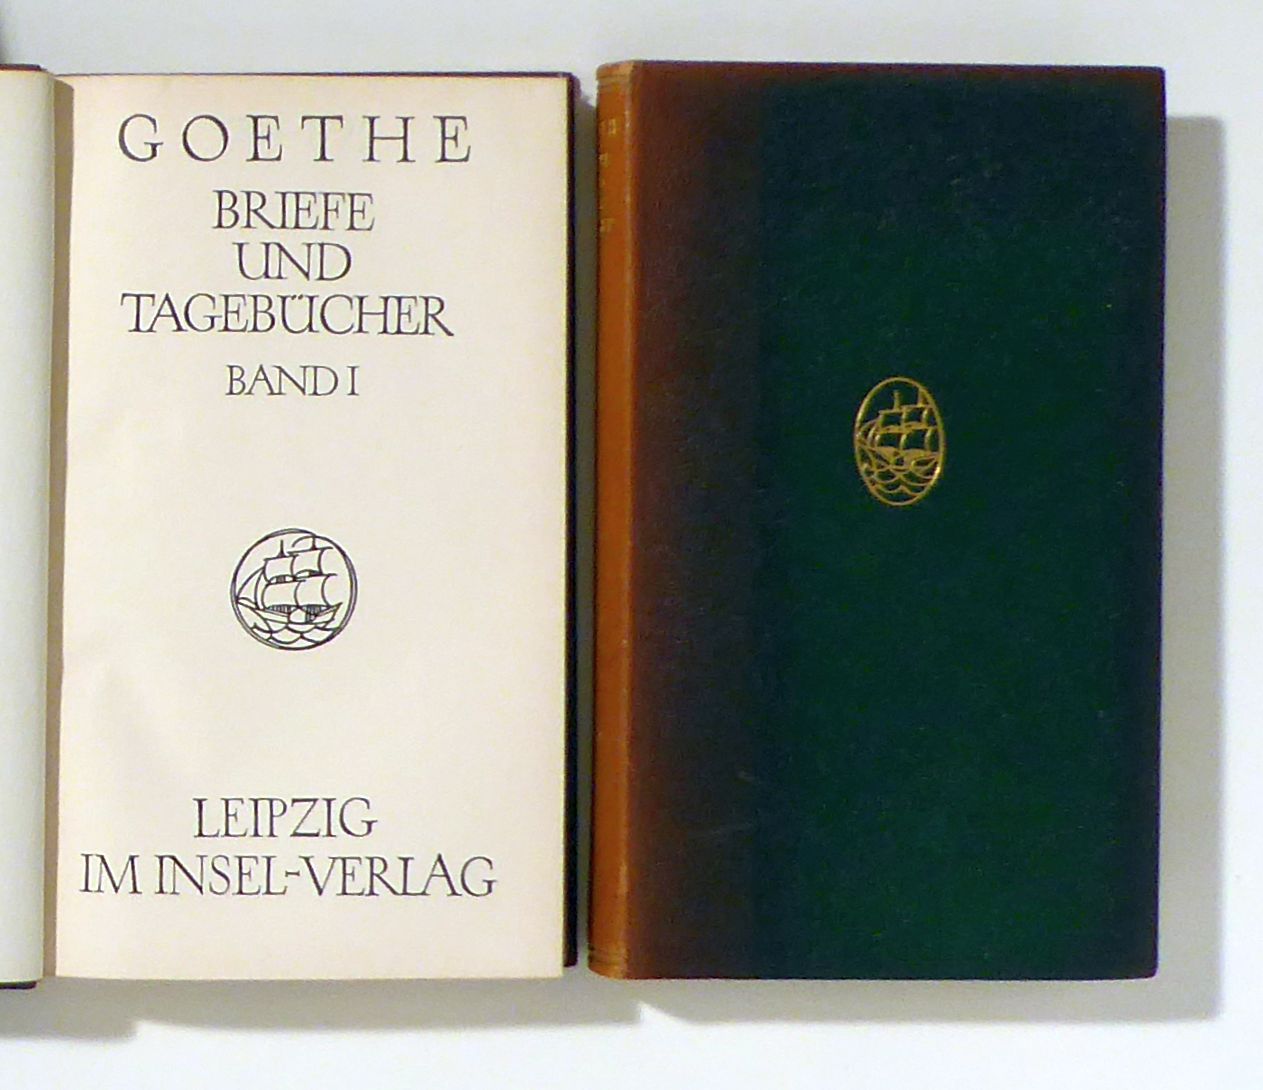 GOETHE
BRIEFE
UND
TAGEBÜCHER
BAND I
LEIPZIG
IM INSEL-VERLAG